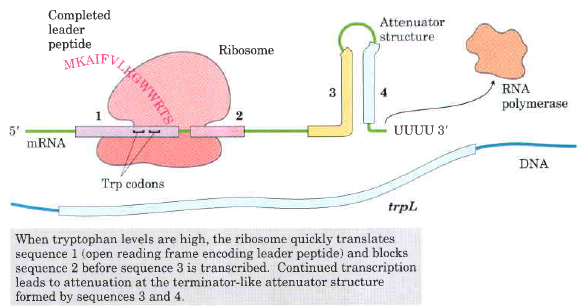 Completed
leader
peptide
MKAIFVLKGWWRTS
Ribosome
Attenuator
structure
RNA
polymerase
1
2
3
4
5'
mRNA
UUUU 3'
Trp codons
DNA
trpL
When tryptophan levels are high, the ribosome quickly translates
sequence 1 (open reading frame encoding leader peptide) and blocks
sequence 2 before sequence 3 is transcribed. Continued transcription
leads to attenuation at the terminator-like attenuator structure
formed by sequences 3 and 4.